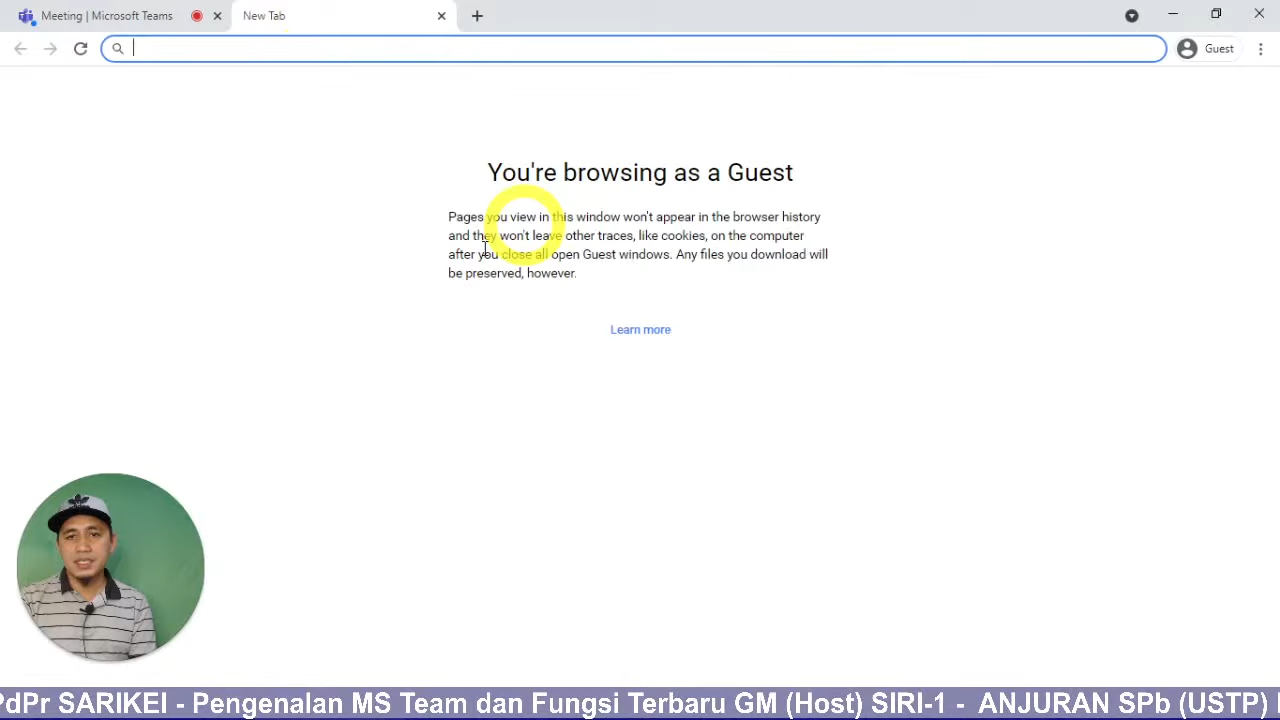 Meeting | Microsoft Teams
New Tab
Guest
You're browsing as a Guest
Pages you view in this window won't appear in the browser history
and they won't leave other traces, like cookies, on the computer
after you close all open Guest windows. Any files you download will
be preserved, however.
Learn more
PdPr SARIKEI - Pengenalan MS Team dan Fungsi Terbaru GM (Host) SIRI-1 - ANJURAN SPb (USTP)